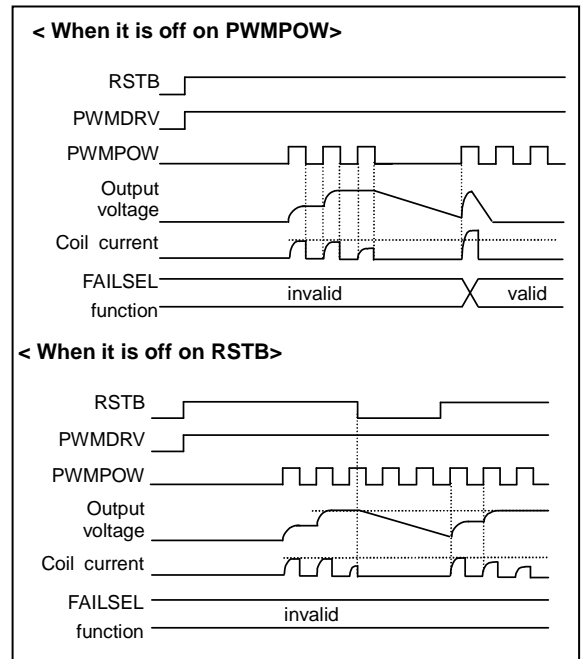 < When it is off on PWMPOW>
RSTB
PWMDRV
PWMPOW
Output
voltage
Coil current
FAILSEL
function
invalid
valid
< When it is off on RSTB>
RSTB
PWMDRV
PWMPOW
Output
voltage
Coil current
FAILSEL
function
invalid